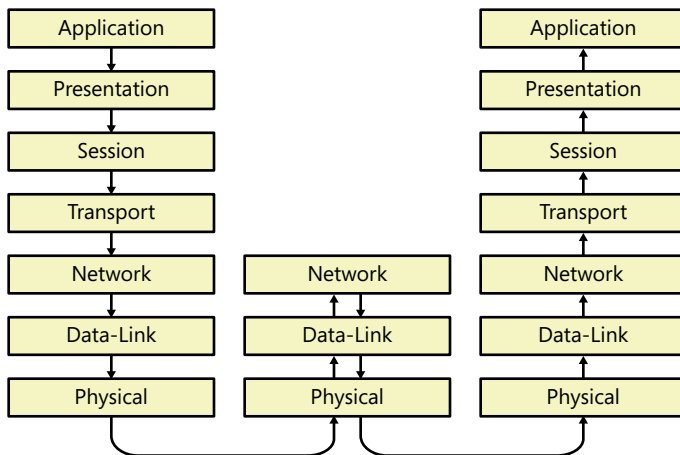 Application
Presentation
Session
Transport
Network
Data-Link
Physical
Network
Data-Link
Physical
Application
Presentation
Session
Transport
Network
Data-Link
Physical